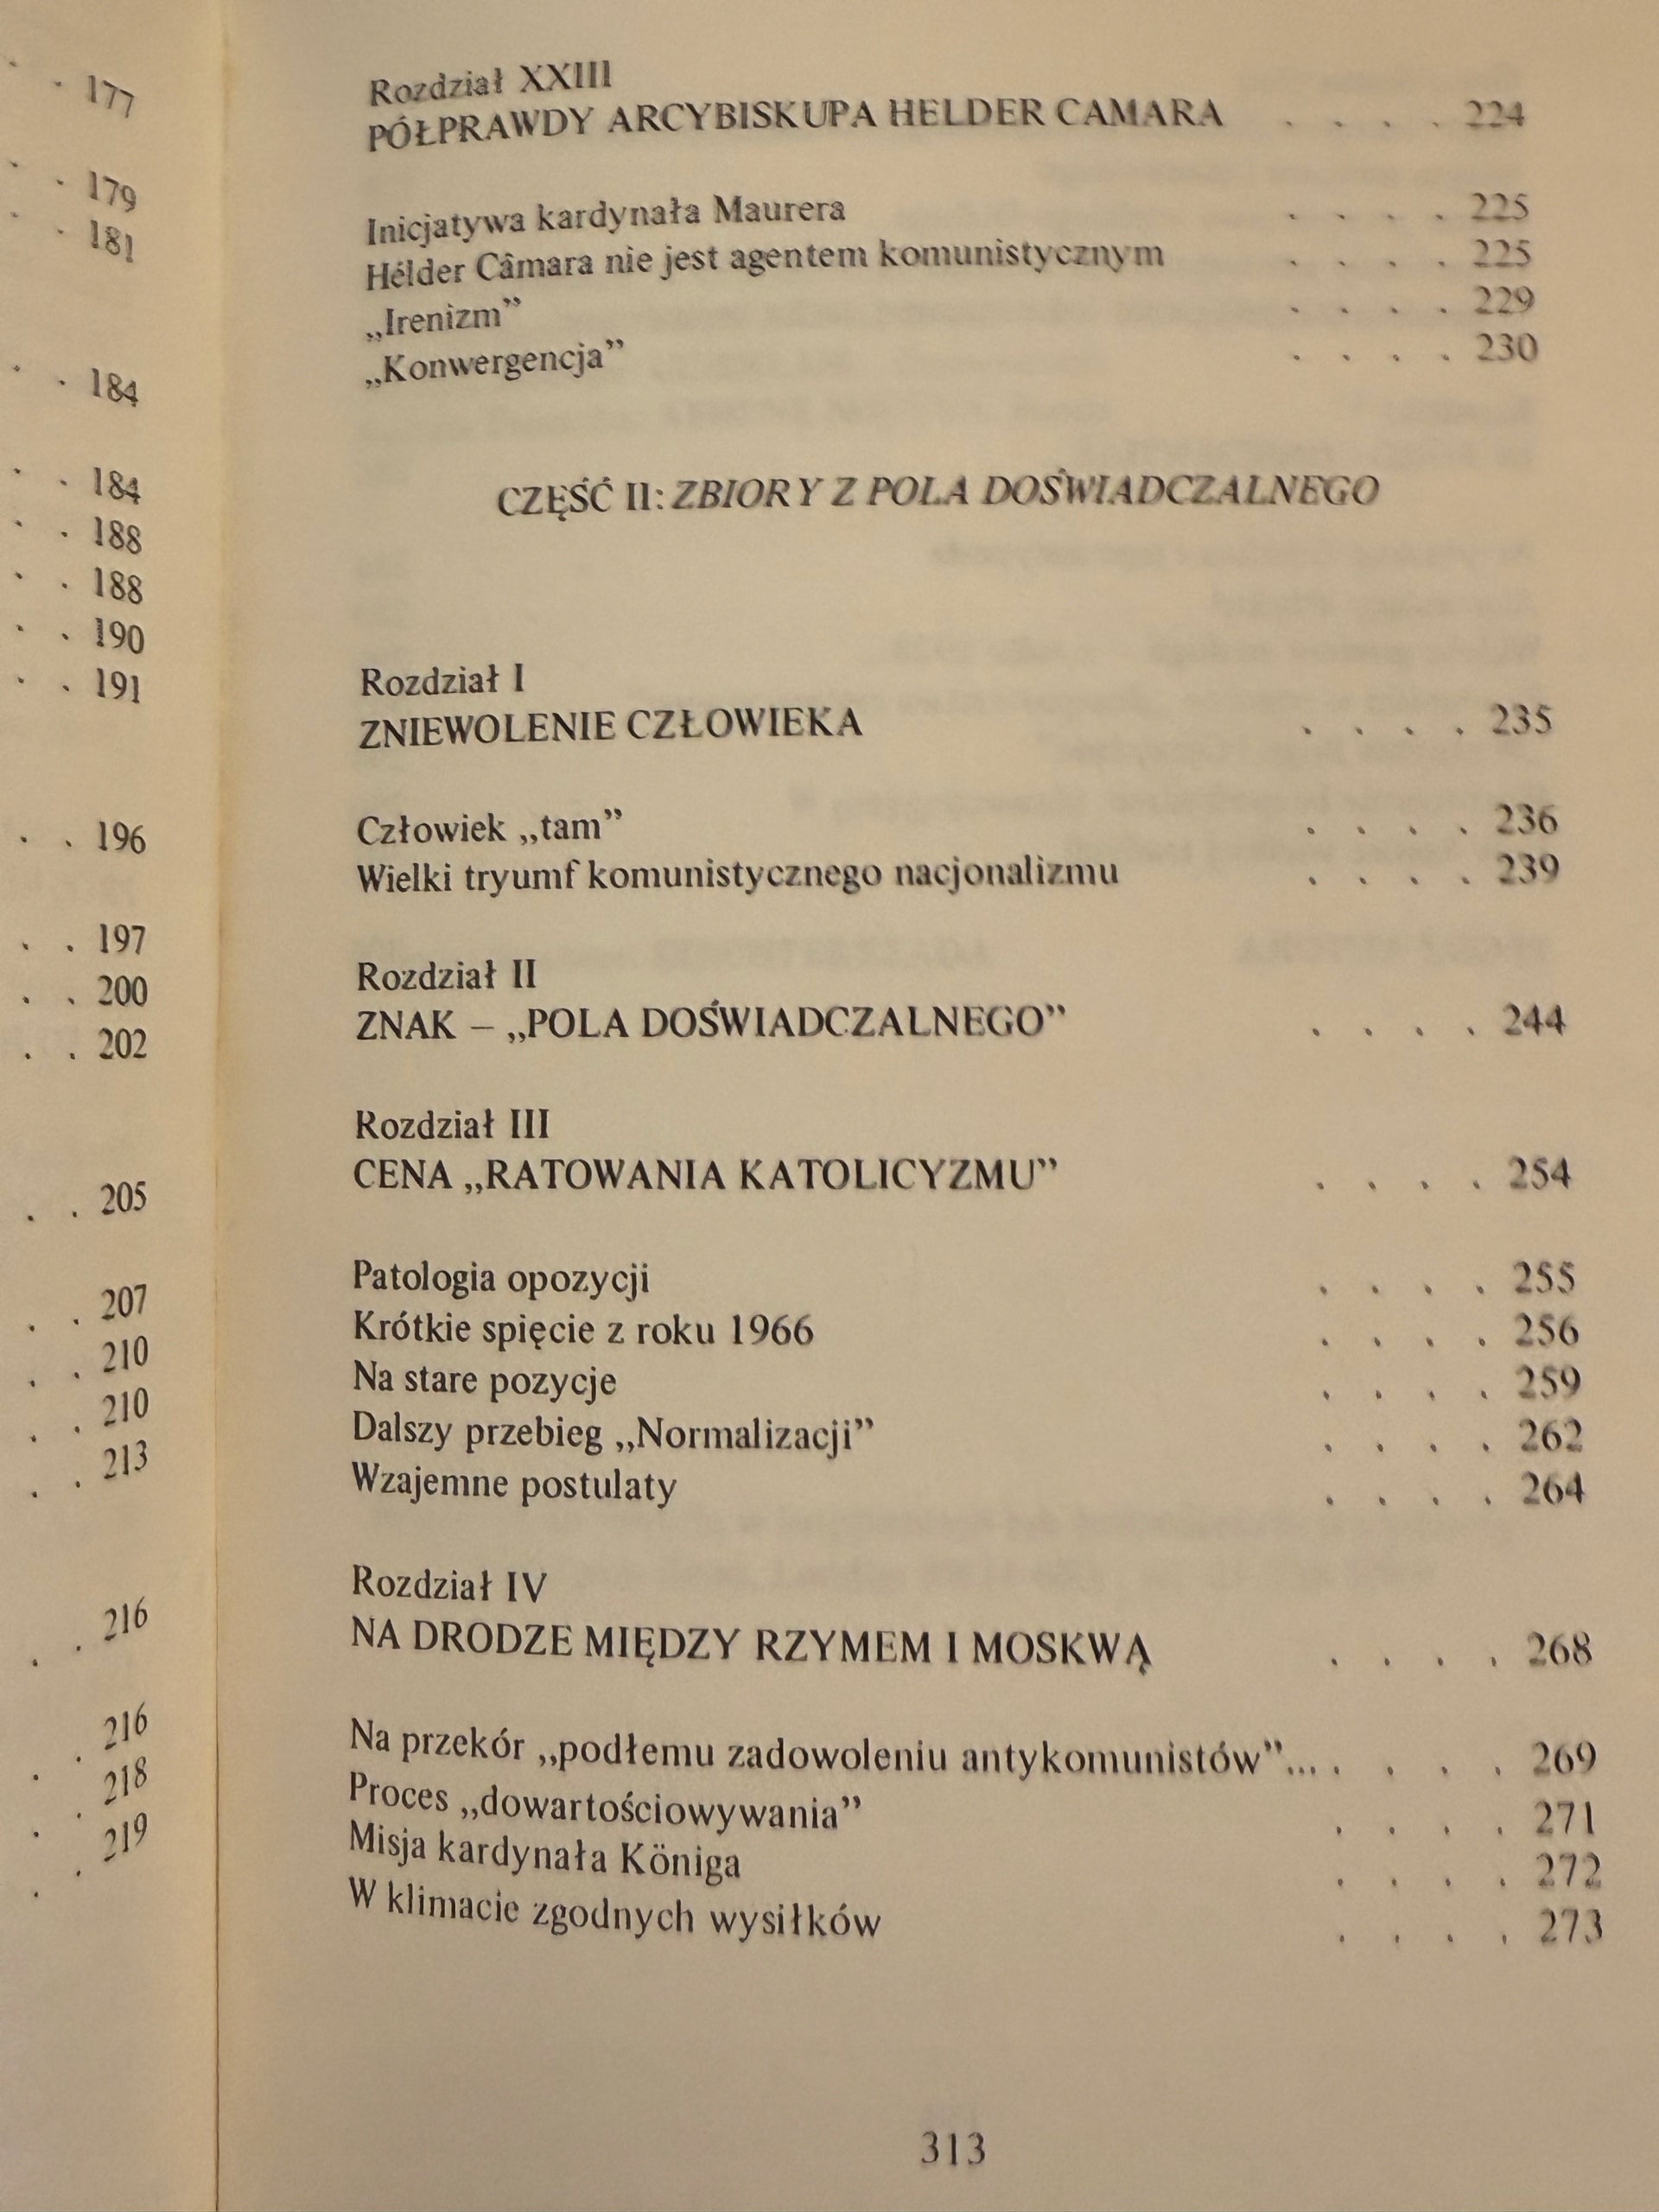 177
179
181
184
184
188
188
190
191
196
197
200
202
205
207
210
210
213
216
216
218
219
Rozdział XXIII
PÓŁPRAWDY ARCYBISKUPA HELDER CAMARA . . . . 224
Inicjatywa kardynała Maurera . . . . 225
Hélder Câmara nie jest agentem komunistycznym . . . . 225
„Irenizm” . . . . 229
„Konwergencja” . . . . 230
CZĘŚĆ II: ZBIORY Z POLA DOŚWIADCZALNEGO
Rozdział I
ZNIEWOLENIE CZŁOWIEKA . . . . 235
Człowiek „tam” . . . . 236
Wielki tryumf komunistycznego nacjonalizmu . . . . 239
Rozdział II
ZNAK – „POLA DOŚWIADCZALNEGO” . . . . 244
Rozdział III
CENA „RATOWANIA KATOLICYZMU” . . . . 254
Patologia opozycji . . . . 255
Krótkie spięcie z roku 1966 . . . . 256
Na stare pozycje . . . . 259
Dalszy przebieg „Normalizacji” . . . . 262
Wzajemne postulaty . . . . 264
Rozdział IV
NA DRODZE MIĘDZY RZYMEM I MOSKWĄ . . . . 268
Na przekór „podłemu zadowoleniu antykomunistów”... . . . . 269
Proces „dowartościowywania” . . . . 271
Misja kardynała Königa . . . . 272
W klimacie zgodnych wysiłków . . . . 273
313